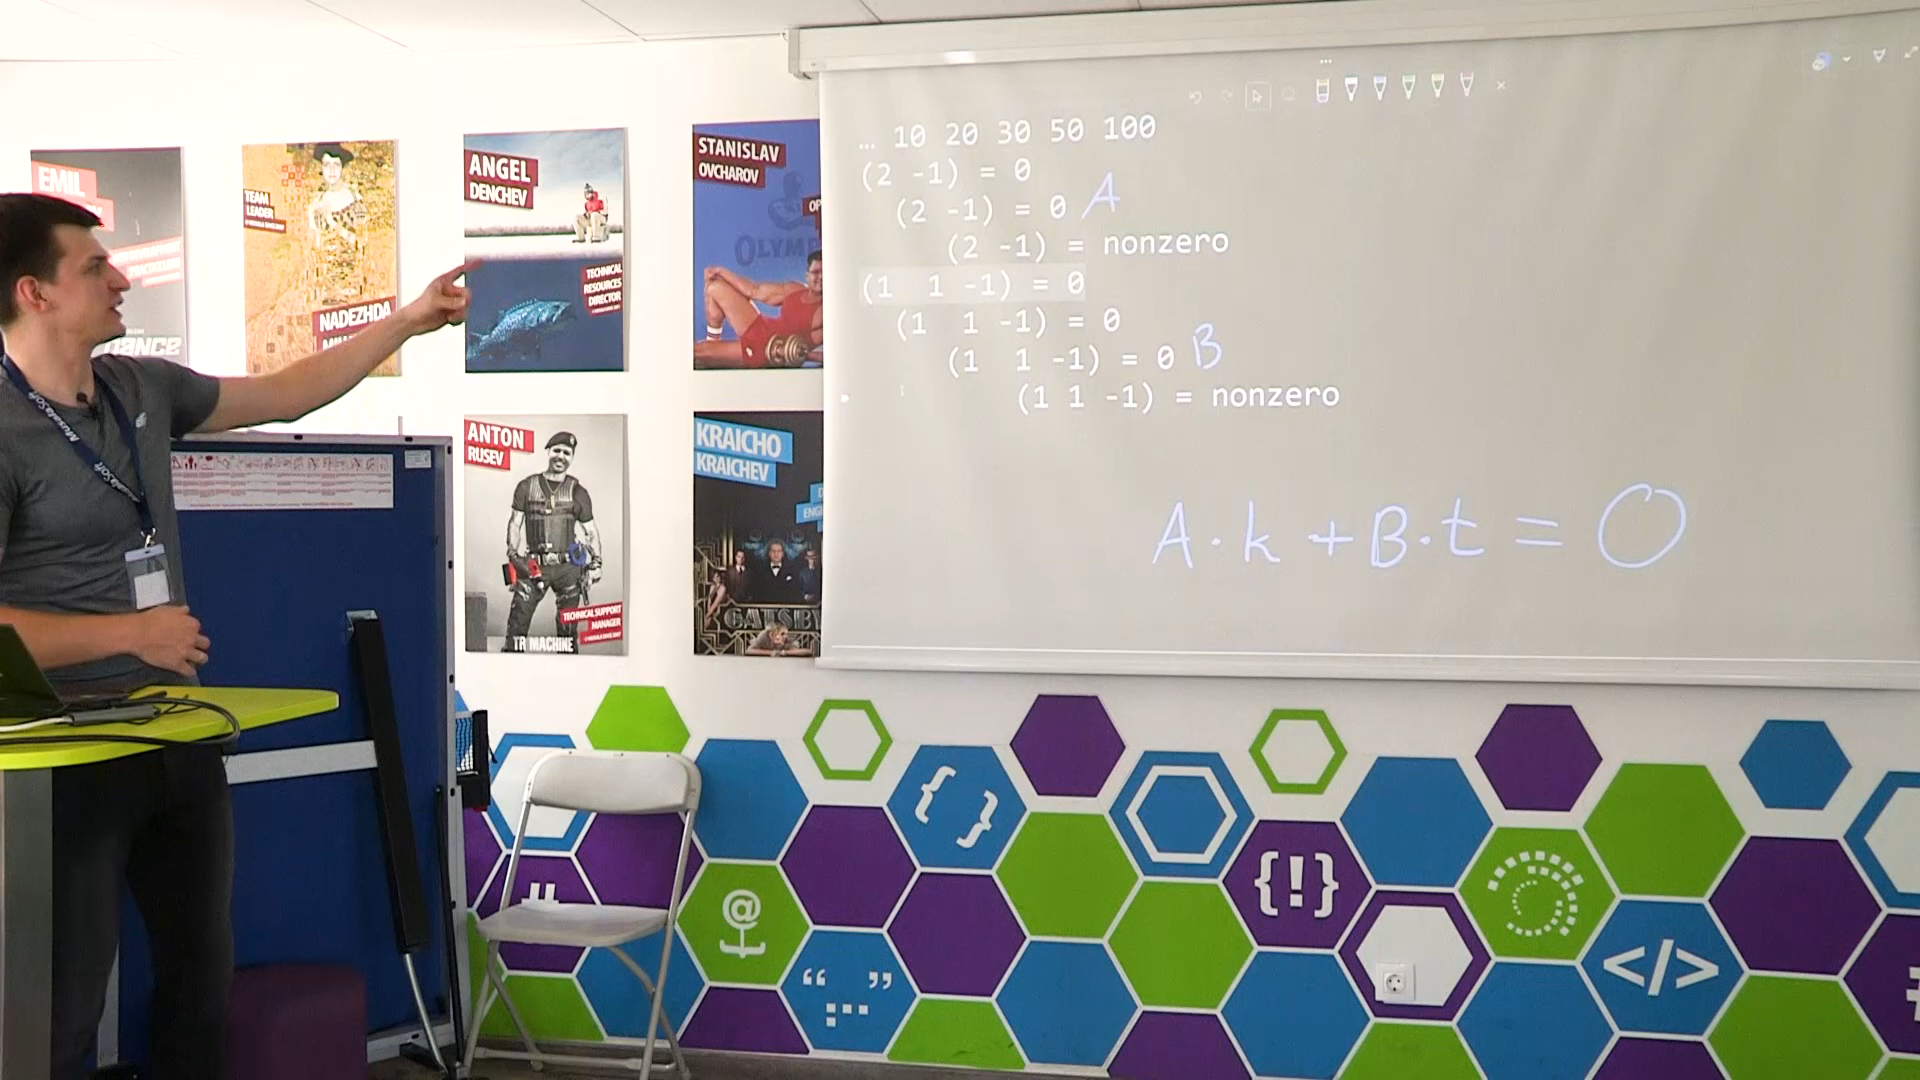 EMIL
DANCE
TEAM
LEADER
NADEZHDA
ANGEL
DENCHEV
TECHNICAL
RESOURCES
DIRECTOR
STANISLAV
OVCHAROV
ANTON
RUSEV
TECHNICAL SUPPORT
MANAGER
TR MACHINE
KRAICHO
KRAICHEV
GATSBY
MusalaSoft
... 10 20 30 50 100
(2 -1) = 0
(2 -1) = 0 A
(2 -1) = nonzero
(1 1 -1) = 0
(1 1 -1) = 0
(1 1 -1) = 0 B
(1 1 -1) = nonzero
A·k+B·t=0
{ }
{!}
@
“ ”
</>
#